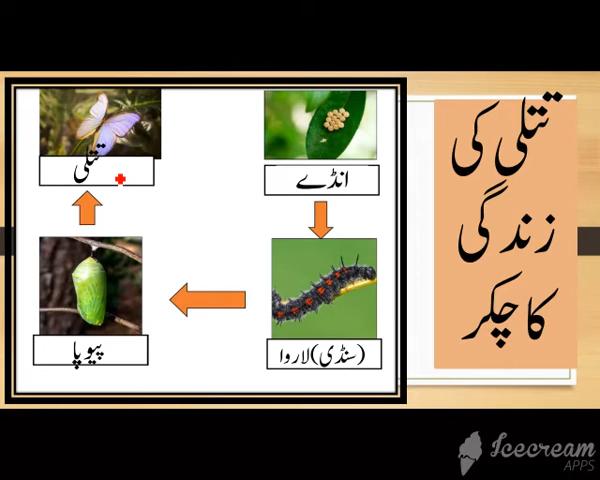 تتلی کی
زندگی
کا چکر
انڈے
تتلی
(سنڈی)لاروا
پیوپا
Icecream
APPS